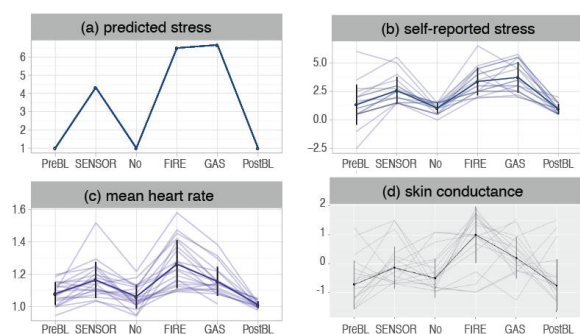 (a) predicted stress
6
5
4
3
2
1
PreBL SENSOR No FIRE GAS PostBL
(b) self-reported stress
5.0
2.5
0.0
−2.5
PreBL SENSOR No FIRE GAS PostBL
(c) mean heart rate
1.6
1.4
1.2
1.0
PreBL SENSOR No FIRE GAS PostBL
(d) skin conductance
2
1
0
-1
PreBL SENSOR No FIRE GAS PostBL